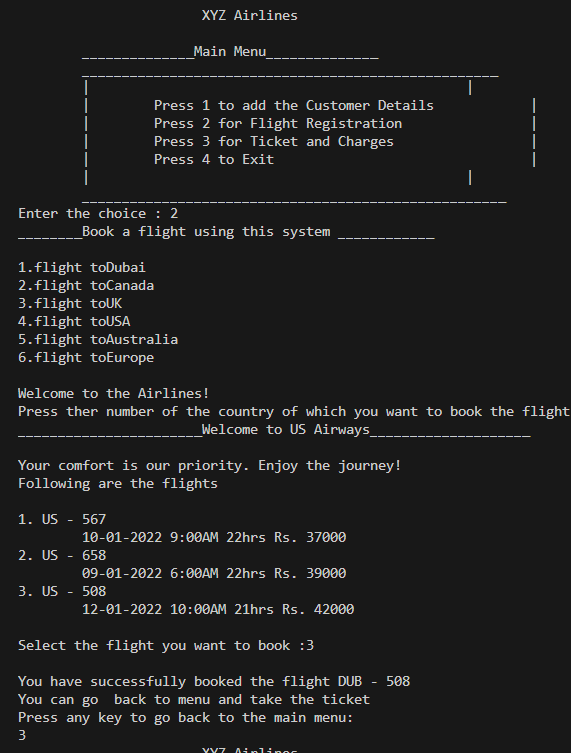 XYZ Airlines
______________Main Menu______________
____________________________________________________
| |
| Press 1 to add the Customer Details |
| Press 2 for Flight Registration |
| Press 3 for Ticket and Charges |
| Press 4 to Exit |
| |
_____________________________________________________
Enter the choice : 2
________Book a flight using this system ____________
1.flight toDubai
2.flight toCanada
3.flight toUK
4.flight toUSA
5.flight toAustralia
6.flight toEurope
Welcome to the Airlines!
Press ther number of the country of which you want to book the flight
_______________________Welcome to US Airways____________________
Your comfort is our priority. Enjoy the journey!
Following are the flights
1. US - 567
10-01-2022 9:00AM 22hrs Rs. 37000
2. US - 658
09-01-2022 6:00AM 22hrs Rs. 39000
3. US - 508
12-01-2022 10:00AM 21hrs Rs. 42000
Select the flight you want to book :3
You have successfully booked the flight DUB - 508
You can go  back to menu and take the ticket
Press any key to go back to the main menu:
3
XYZ Airlines